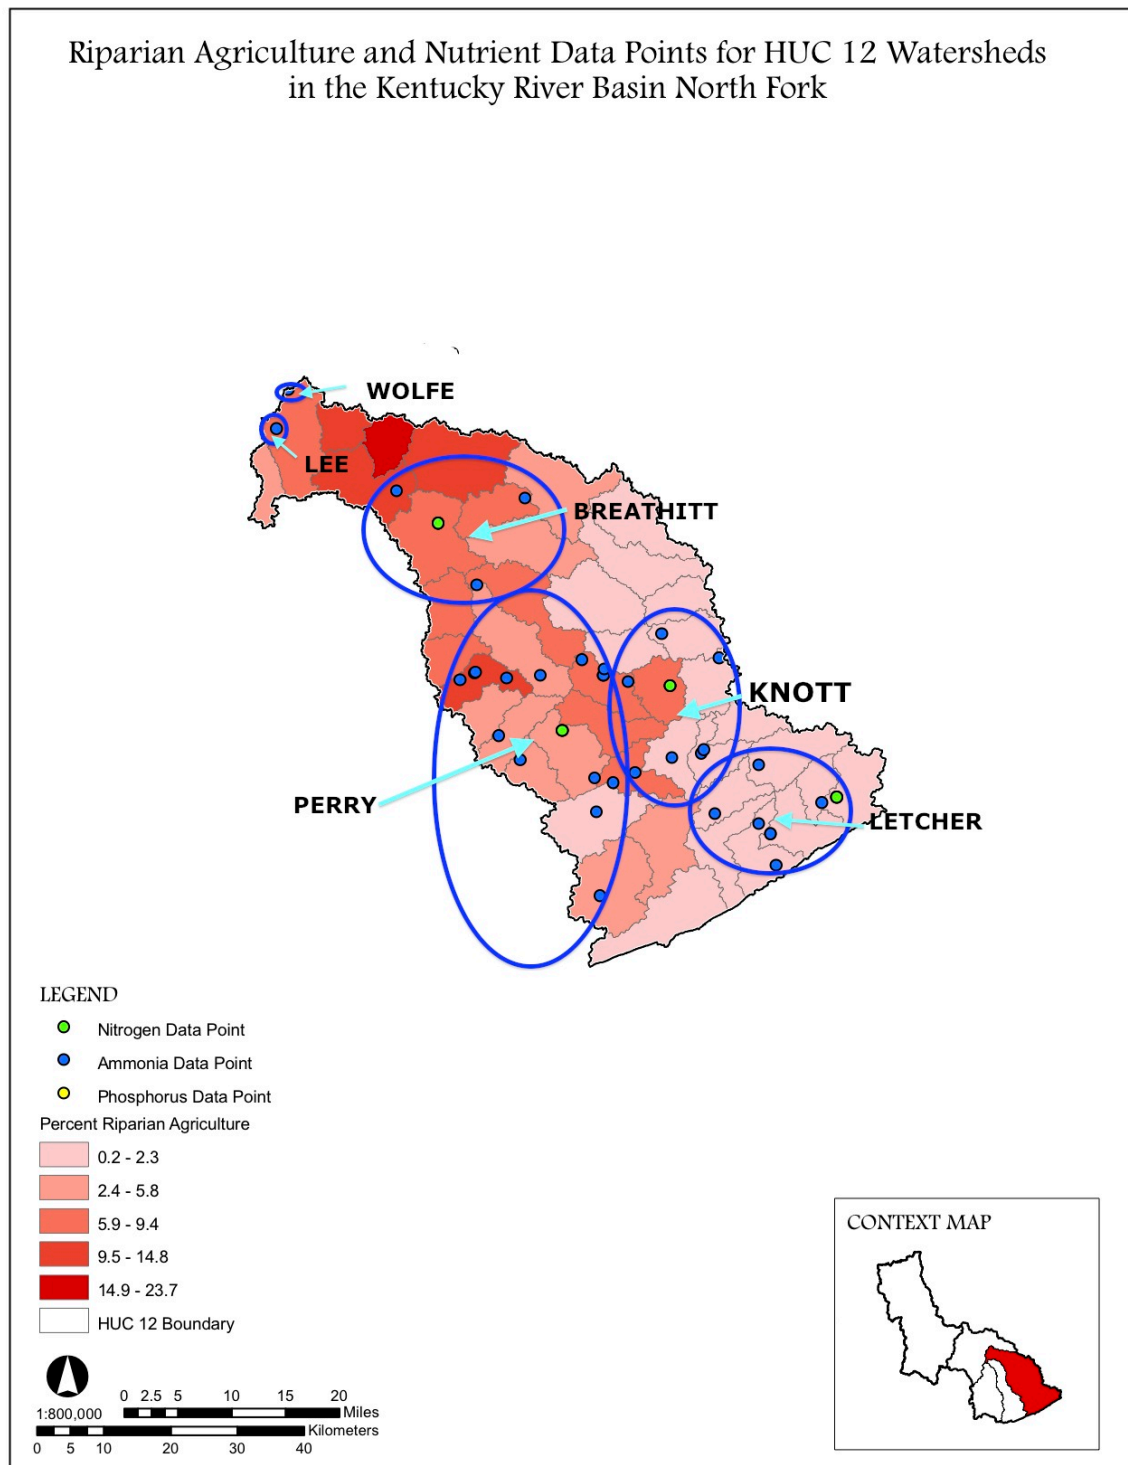 Riparian Agriculture and Nutrient Data Points for HUC 12 Watersheds
in the Kentucky River Basin North Fork
WOLFE
LEE
BREATHITT
KNOTT
PERRY
LETCHER
LEGEND
Nitrogen Data Point
Ammonia Data Point
Phosphorus Data Point
Percent Riparian Agriculture
0.2 - 2.3
2.4 - 5.8
5.9 - 9.4
9.5 - 14.8
14.9 - 23.7
HUC 12 Boundary
0 2.5 5 10 15 20
1:800,000 Miles
Kilometers
0 5 10 20 30 40
CONTEXT MAP